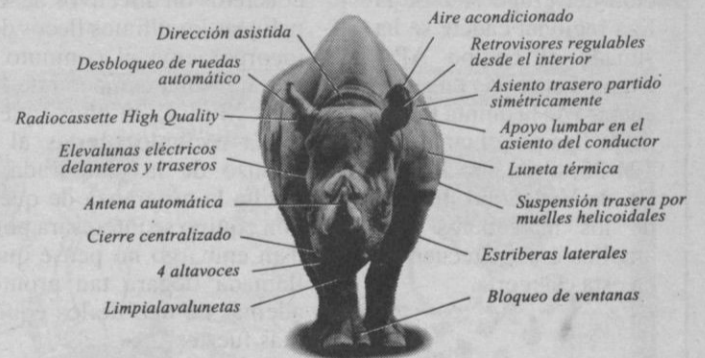 Dirección asistida
Desbloqueo de ruedas
automático
Radiocassette High Quality
Elevalunas eléctricos
delanteros y traseros
Antena automática
Cierre centralizado
4 altavoces
Limpialavalunetas
Aire acondicionado
Retrovisores regulables
desde el interior
Asiento trasero partido
simétricamente
Apoyo lumbar en el
asiento del conductor
Luneta térmica
Suspensión trasera por
muelles helicoidales
Estriberas laterales
Bloqueo de ventanas